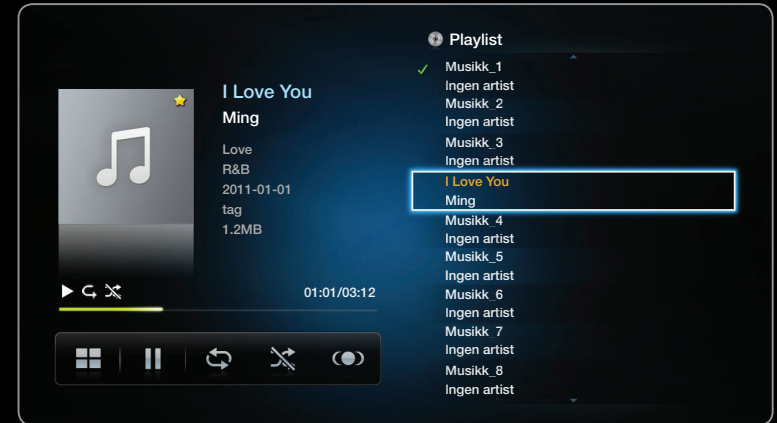 I Love You
Ming
Love
R&B
2011-01-01
tag
1.2MB
01:01/03:12
Playlist
Musikk_1
Ingen artist
Musikk_2
Ingen artist
Musikk_3
Ingen artist
I Love You
Ming
Musikk_4
Ingen artist
Musikk_5
Ingen artist
Musikk_6
Ingen artist
Musikk_7
Ingen artist
Musikk_8
Ingen artist